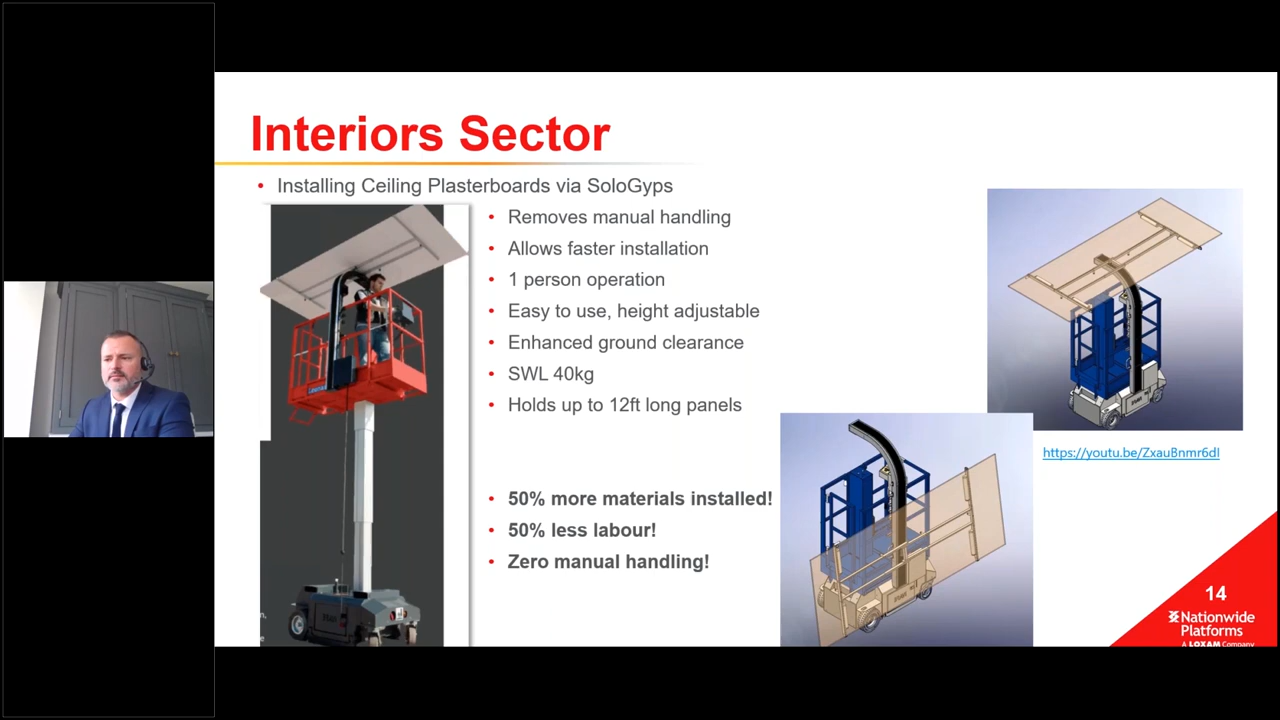 Interiors Sector
• Installing Ceiling Plasterboards via SoloGyps
• Removes manual handling
• Allows faster installation
• 1 person operation
• Easy to use, height adjustable
• Enhanced ground clearance
• SWL 40kg
• Holds up to 12ft long panels
• 50% more materials installed!
• 50% less labour!
• Zero manual handling!
https://youtu.be/ZxauBnmr6dI
14
Nationwide
Platforms
A LOXAM Company